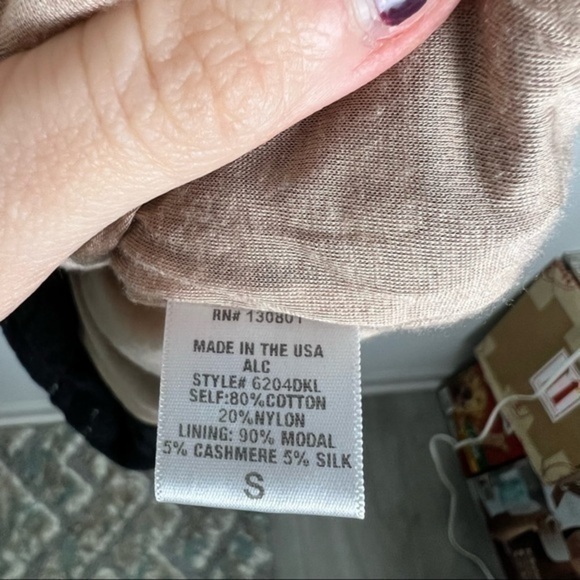 RN# 130801
MADE IN THE USA
ALC
STYLE# 6204DKL
SELF:80%COTTON
20%NYLON
LINING: 90% MODAL
5% CASHMERE 5% SILK
S